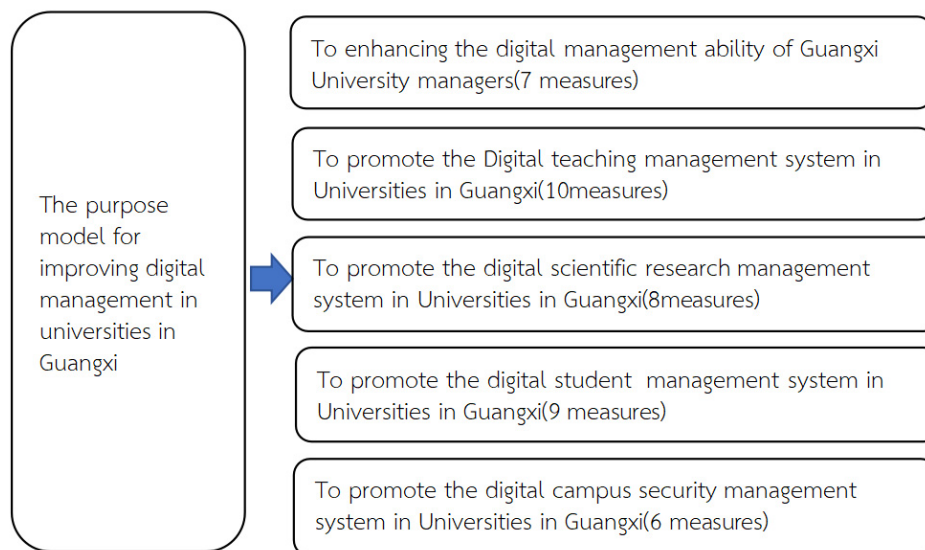 The purpose
model for
improving digital
management in
universities in
Guangxi
To enhancing the digital management ability of Guangxi
University managers(7 measures)
To promote the Digital teaching management system in
Universities in Guangxi(10measures)
To promote the digital scientific research management
system in Universities in Guangxi(8measures)
To promote the digital student management system in
Universities in Guangxi(9 measures)
To promote the digital campus security management
system in Universities in Guangxi(6 measures)